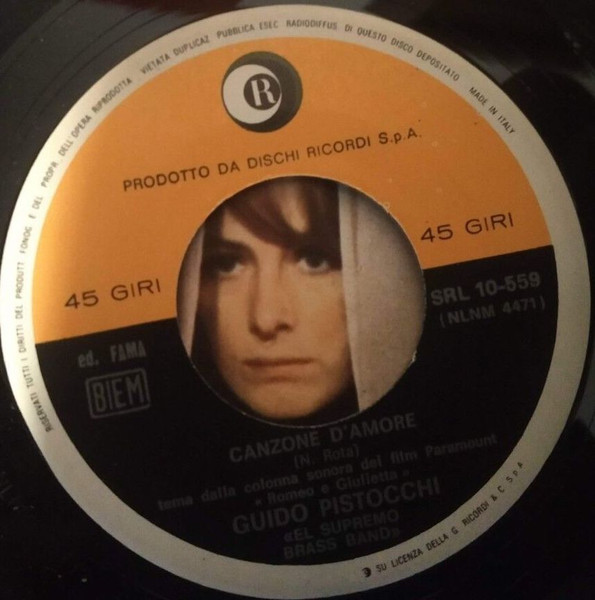 RISERVATI TUTTI I DIRITTI DEL PRODUTT. FONOG. E DEL PROPR. DELL'OPERA RIPRODOTTA VIETATA DUPLICAZ PUBBLICA ESEC RADIODIFFUS DI QUESTO DISCO DEPOSITATO MADE IN ITALY
R
PRODOTTO DA DISCHI RICORDI S.p.A.
45 GIRI
45 GIRI
SRL 10-559
(NLNM 4471)
ed. FAMA
BIEM
CANZONE D'AMORE
(N. Rota)
tema dalla colonna sonora del film Paramount
« Romeo e Giulietta »
GUIDO PISTOCCHI
«EL SUPREMO
BRASS BAND»
SU LICENZA DELLA G. RICORDI & C. S.p.A.